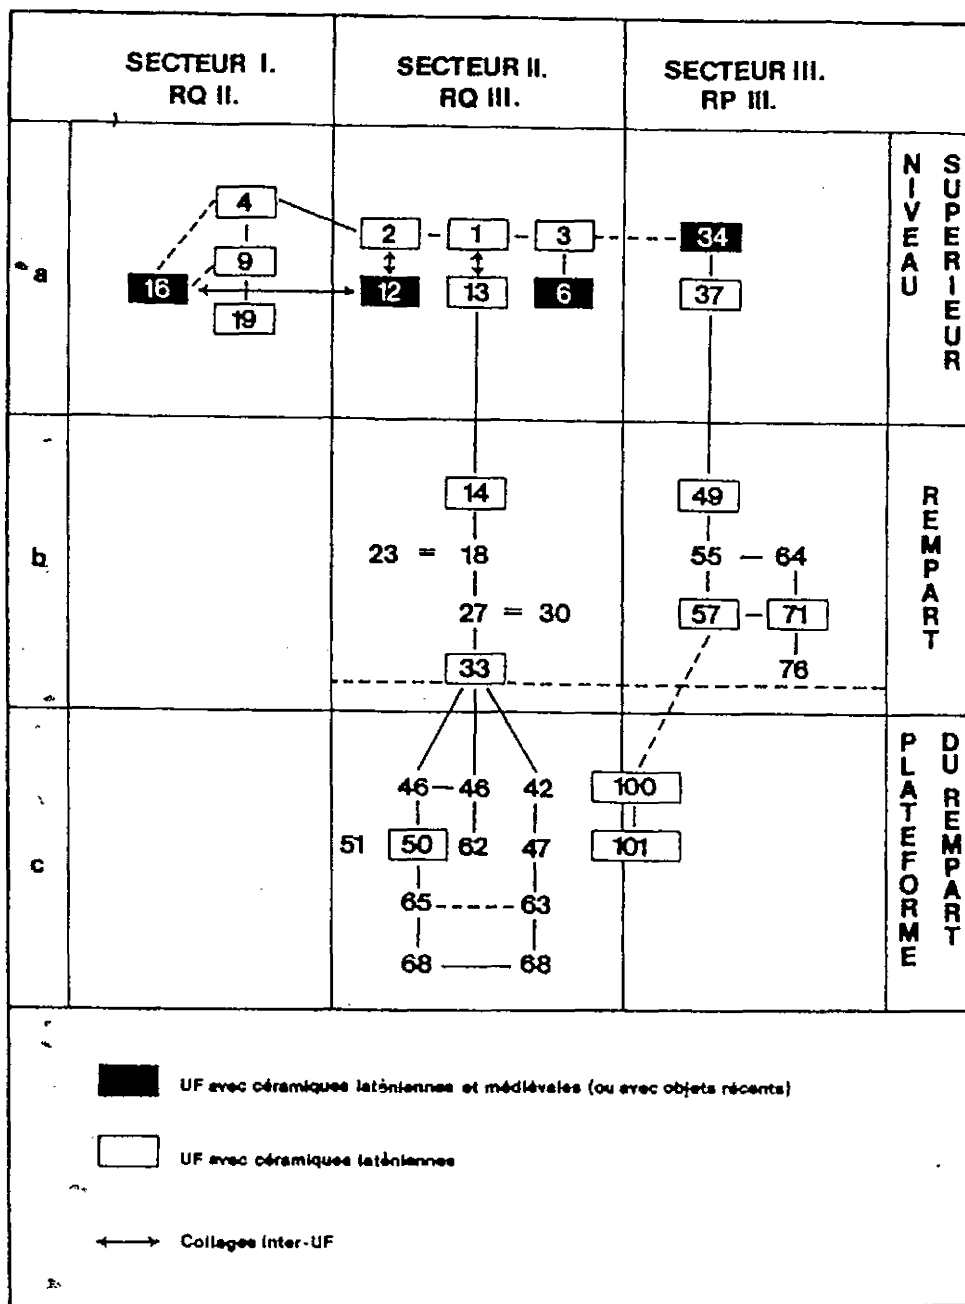 SECTEUR I.
RQ II.
SECTEUR II.
RQ III.
SECTEUR III.
RP III.
a
4
9
16
19
2 - 1 - 3
12 13 6
34
37
NIVEAU
SUPERIEUR
b
14
23 = 18
27 = 30
33
49
55 - 64
57 - 71
76
REMPART
c
46 - 46 42
51 50 62 47
65 ------ 63
68 — 68
100
101
PLATEFORME
DU REMPART
UF avec céramiques laténiennes et médiévales (ou avec objets récents)
UF avec céramiques laténiennes
Collages Inter-UF